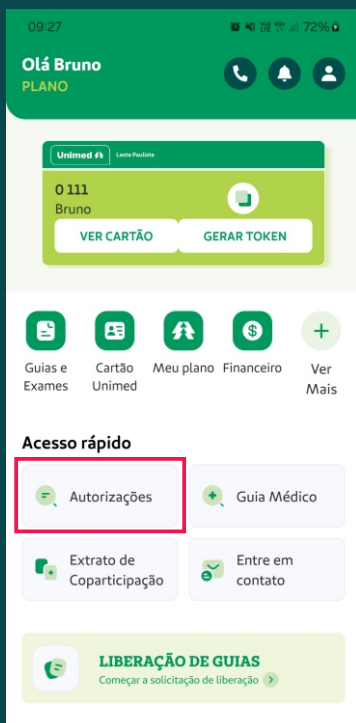 09:27
72%
Olá Bruno
PLANO
Unimed
Leste Paulista
0 111
Bruno
VER CARTÃO
GERAR TOKEN
Guias e
Exames
Cartão
Unimed
Meu plano
Financeiro
Ver
Mais
Acesso rápido
Autorizações
Guia Médico
Extrato de
Coparticipação
Entre em
contato
LIBERAÇÃO DE GUIAS
Começar a solicitação de liberação